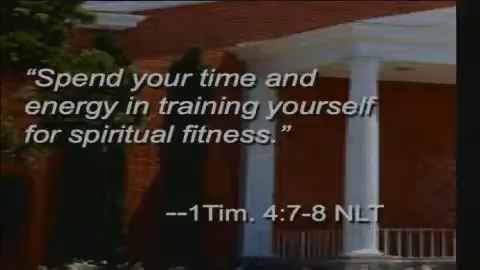 “Spend your time and
energy in training yourself
for spiritual fitness.”
--1Tim. 4:7-8 NLT